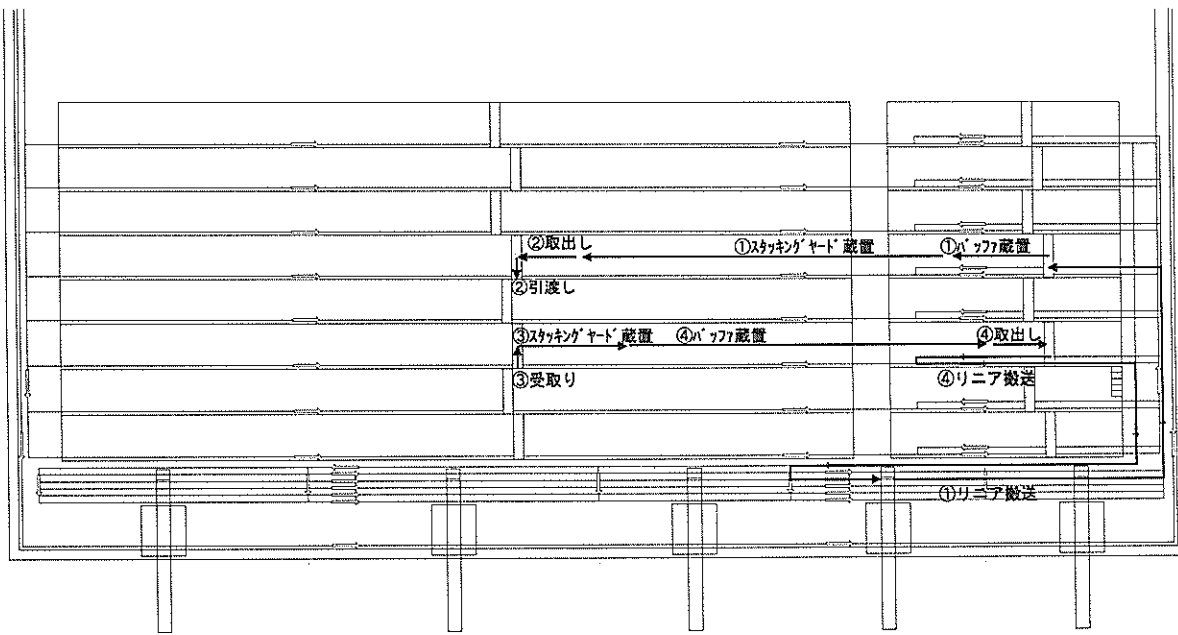 ②取出し
①スタッキングヤード蔵置
①バッファ蔵置
②引渡し
③スタッキングヤード蔵置
④バッファ蔵置
④取出し
③受取り
④リニア搬送
①リニア搬送